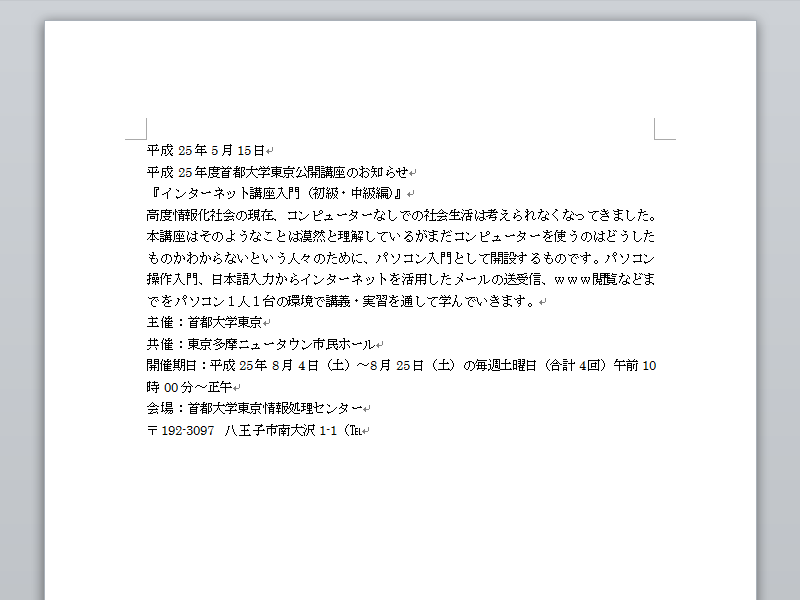 平成 25 年 5 月 15 日
平成 25 年度首都大学東京公開講座のお知らせ
『インターネット講座入門（初級・中級編）』
高度情報化社会の現在、コンピューターなしでの社会生活は考えられなくなってきました。
本講座はそのようなことは漠然と理解しているがまだコンピューターを使うのはどうした
ものかわからないという人々のために、パソコン入門として開設するものです。パソコン
操作入門、日本語入力からインターネットを活用したメールの送受信、ｗｗｗ閲覧などま
でをパソコン１人１台の環境で講義・実習を通して学んでいきます。
主催：首都大学東京
共催：東京多摩ニュータウン市民ホール
開催期日：平成 25 年 8 月 4 日（土）～8 月 25 日（土）の毎週土曜日（合計 4 回）午前 10
時 00 分～正午
会場：首都大学東京情報処理センター
〒192-3097　八王子市南大沢 1-1（℡